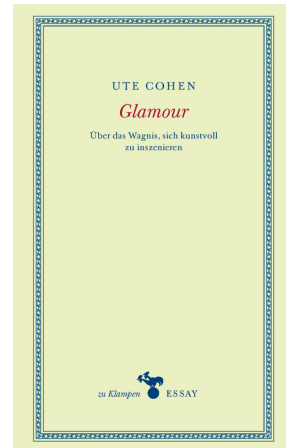 UTE COHEN
Glamour
Über das Wagnis, sich kunstvoll
zu inszenieren
zu Klampen ESSAY